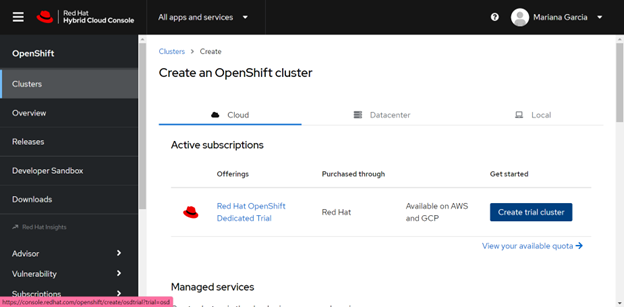 Red Hat
Hybrid Cloud Console
All apps and services
Mariana Garcia
OpenShift
Clusters
Overview
Releases
Developer Sandbox
Downloads
Red Hat Insights
Advisor
Vulnerability
Subscriptions
https://console.redhat.com/openshift/create/osdtrial?trial=osd
Clusters > Create
Create an OpenShift cluster
Cloud
Datacenter
Local
Active subscriptions
Offerings
Purchased through
Get started
Red Hat OpenShift
Dedicated Trial
Red Hat
Available on AWS
and GCP
Create trial cluster
View your available quota
Managed services